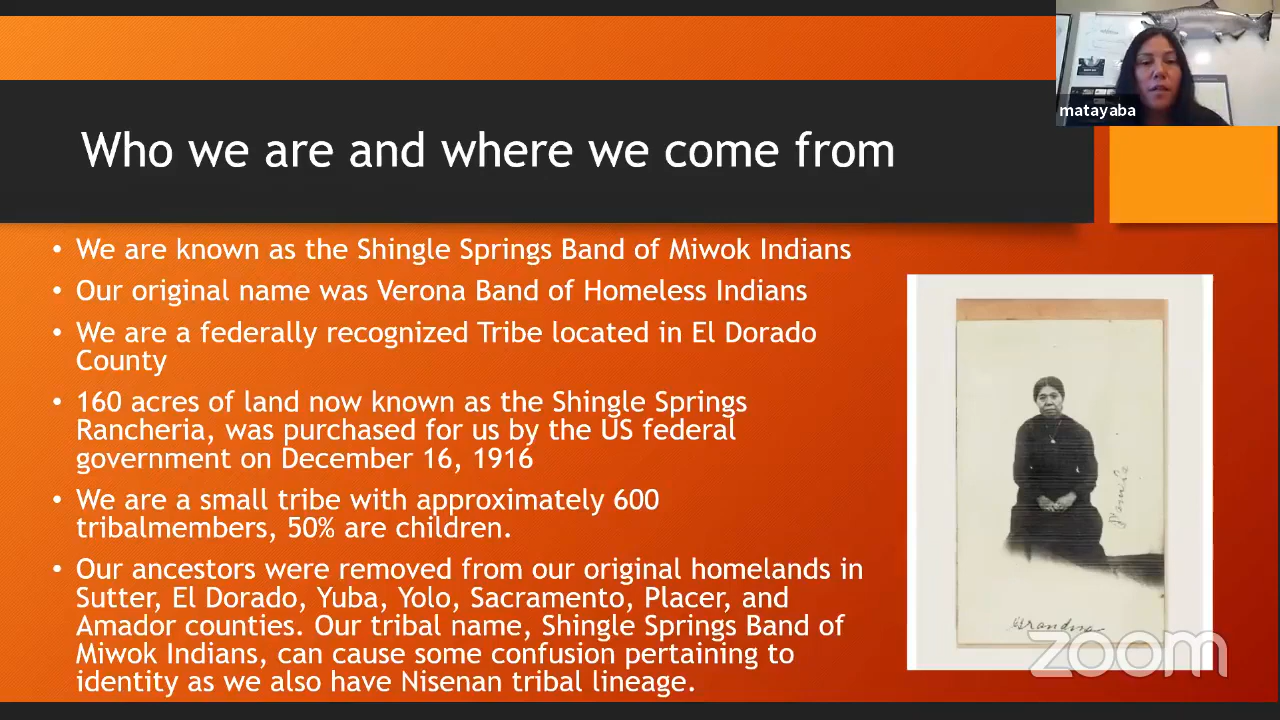 matayaba
Who we are and where we come from
• We are known as the Shingle Springs Band of Miwok Indians
• Our original name was Verona Band of Homeless Indians
• We are a federally recognized Tribe located in El Dorado
County
• 160 acres of land now known as the Shingle Springs
Rancheria, was purchased for us by the US federal
government on December 16, 1916
• We are a small tribe with approximately 600
tribalmembers, 50% are children.
• Our ancestors were removed from our original homelands in
Sutter, El Dorado, Yuba, Yolo, Sacramento, Placer, and
Amador counties. Our tribal name, Shingle Springs Band of
Miwok Indians, can cause some confusion pertaining to
identity as we also have Nisenan tribal lineage.
Grandma
zoom